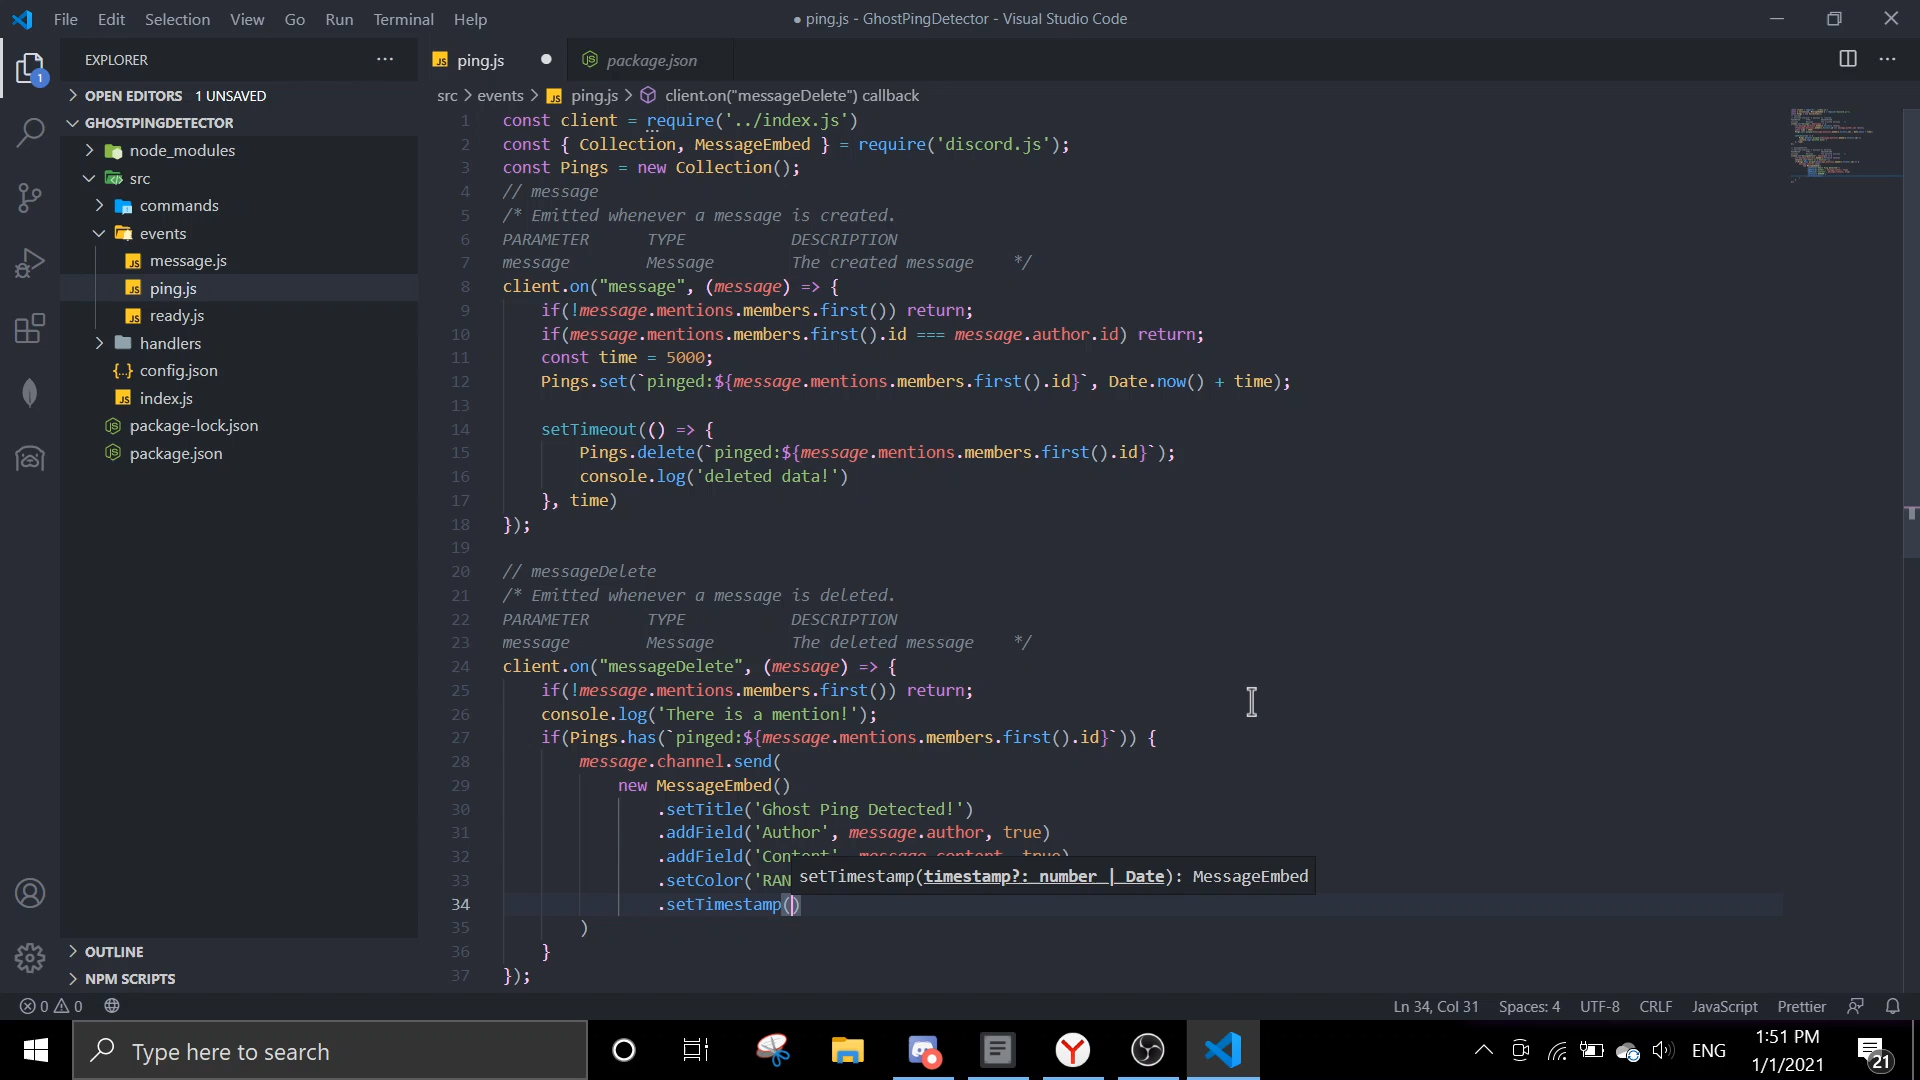 File Edit Selection View Go Run Terminal Help
● ping.js - GhostPingDetector - Visual Studio Code
EXPLORER
OPEN EDITORS 1 UNSAVED
GHOSTPINGDETECTOR
node_modules
src
commands
events
message.js
ping.js
ready.js
handlers
config.json
index.js
package-lock.json
package.json
OUTLINE
NPM SCRIPTS
1
ping.js
package.json
src > events > ping.js > client.on("messageDelete") callback
1 const client = require('../index.js')
2 const { Collection, MessageEmbed } = require('discord.js');
3 const Pings = new Collection();
4 // message
5 /* Emitted whenever a message is created.
6 PARAMETER TYPE DESCRIPTION
7 message Message The created message */
8 client.on("message", (message) => {
9 if(!message.mentions.members.first()) return;
10 if(message.mentions.members.first().id === message.author.id) return;
11 const time = 5000;
12 Pings.set(`pinged:${message.mentions.members.first().id}`, Date.now() + time);
13
14 setTimeout(() => {
15 Pings.delete(`pinged:${message.mentions.members.first().id}`);
16 console.log('deleted data!')
17 }, time)
18 });
19
20 // messageDelete
21 /* Emitted whenever a message is deleted.
22 PARAMETER TYPE DESCRIPTION
23 message Message The deleted message */
24 client.on("messageDelete", (message) => {
25 if(!message.mentions.members.first()) return;
26 console.log('There is a mention!');
27 if(Pings.has(`pinged:${message.mentions.members.first().id}`)) {
28 message.channel.send(
29 new MessageEmbed()
30 .setTitle('Ghost Ping Detected!')
31 .addField('Author', message.author, true)
32 .addField('Content', message.content, true)
33 .setColor('RAN
setTimestamp(timestamp?: number | Date): MessageEmbed
34 .setTimestamp()
35 )
36 }
37 });
0 0
Ln 34, Col 31 Spaces: 4 UTF-8 CRLF JavaScript Prettier
Type here to search
ENG
1:51 PM
1/1/2021
21